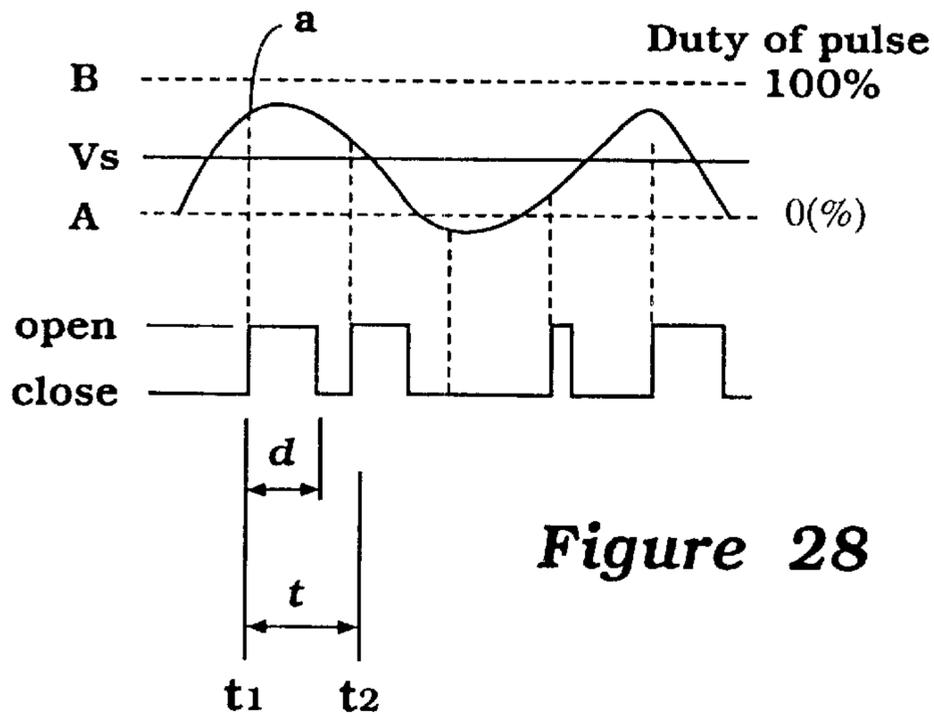 a
Duty of pulse
B
100%
Vs
A
0(%)
open
close
d
Figure 28
t
t1
t2